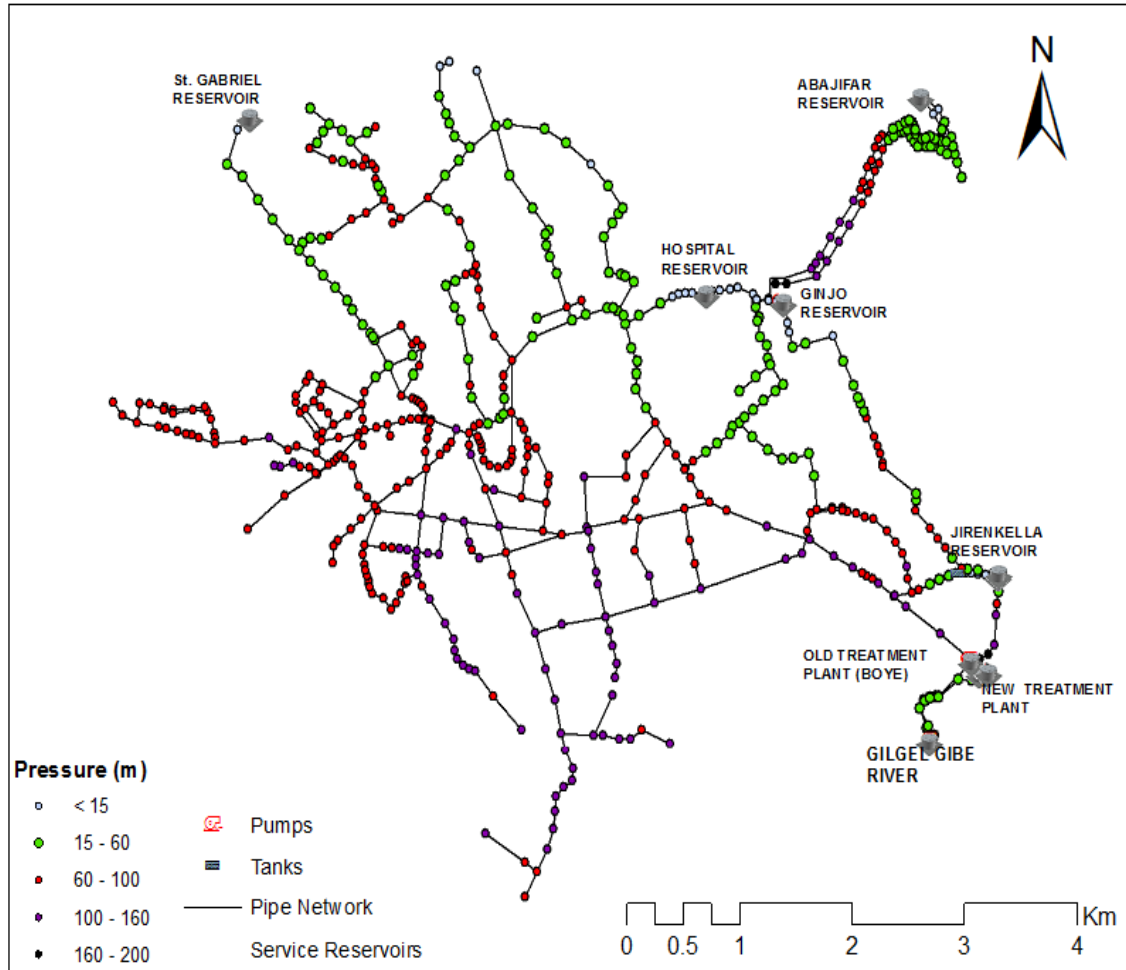 N
St. GABRIEL
RESERVOIR
ABAJIFAR
RESERVOIR
HOSPITAL
RESERVOIR
GINJO
RESERVOIR
JIRENKELLA
RESERVOIR
OLD TREATMENT
PLANT (BOYE)
NEW TREATMENT
PLANT
GILGEL GIBE
RIVER
Pressure (m)
< 15
15 - 60
60 - 100
100 - 160
160 - 200
Pumps
Tanks
Pipe Network
Service Reservoirs
Km
0 0.5 1 2 3 4